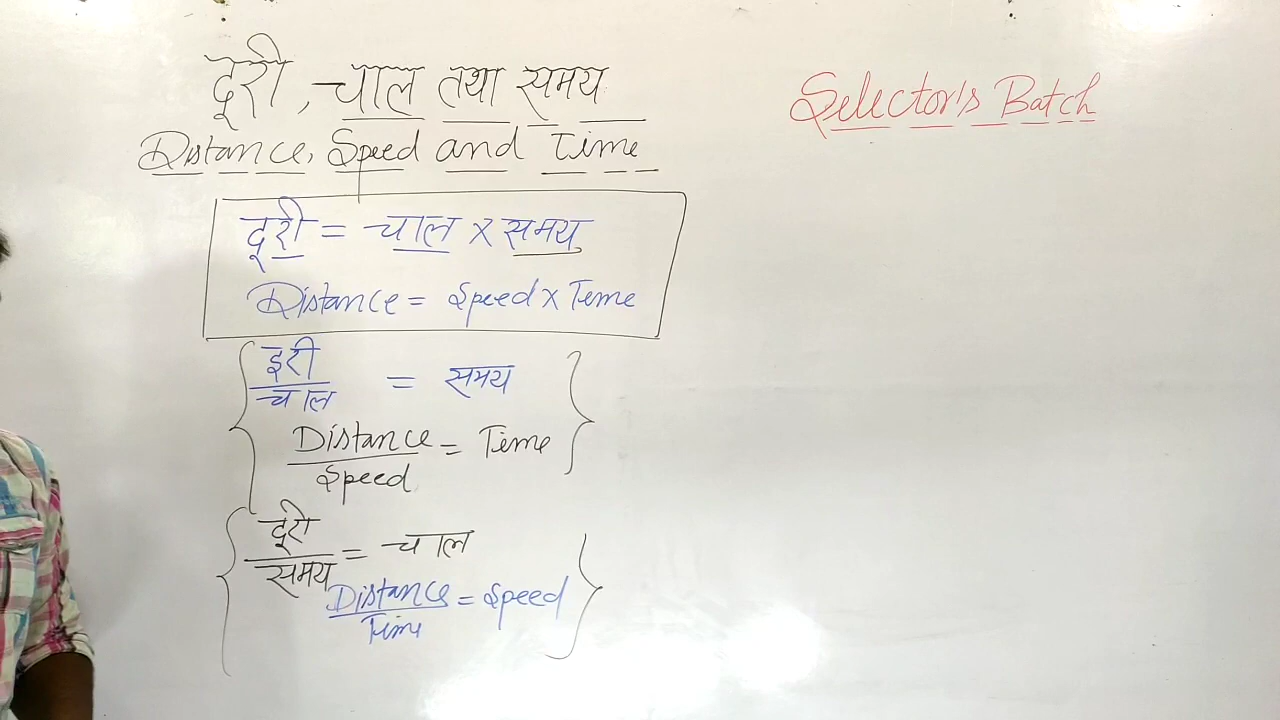 दूरी, चाल तथा समय
Selector's Batch
Distance, Speed and Time
दूरी = चाल × समय
Distance = Speed × Time
दूरी/चाल = समय
Distance/Speed = Time
दूरी/समय = चाल
Distance/Time = Speed